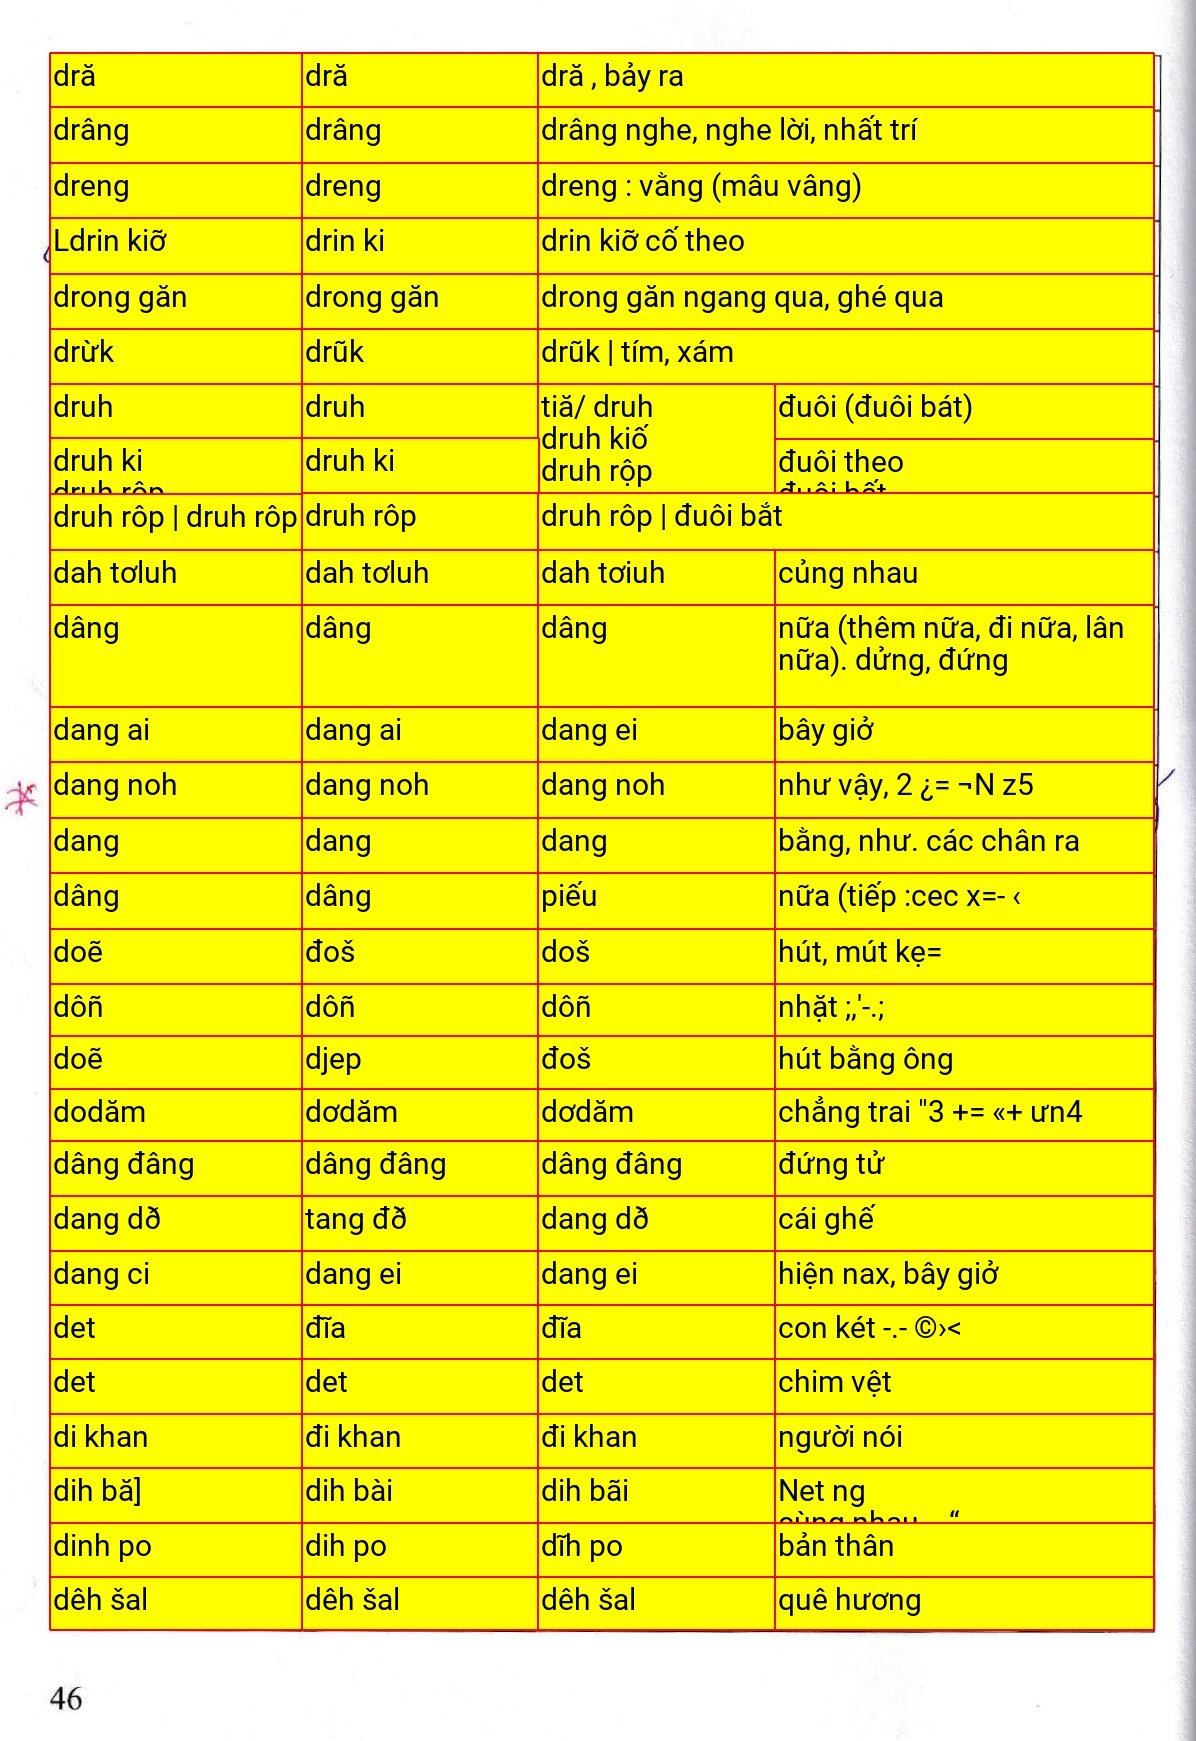 dră dră dră , bảy ra
drâng drâng drâng nghe, nghe lời, nhất trí
dreng dreng dreng : vằng (mâu vâng)
Ldrin kiỡ drin ki drin kiỡ cố theo
drong găn drong găn drong găn ngang qua, ghé qua
drừk drũk drũk | tím, xám
druh druh tiă/ druh đuôi (đuôi bát)
druh kiố
druh ki druh ki druh rộp đuôi theo
druh rôp | druh rôp druh rôp druh rôp | đuôi bắt
dah tơluh dah tơluh dah tơiuh củng nhau
dâng dâng dâng nữa (thêm nữa, đi nữa, lân
nữa). dửng, đứng
dang ai dang ai dang ei bây giở
dang noh dang noh dang noh như vậy, 2 ¿= ¬N z5
dang dang dang bằng, như. các chân ra
dâng dâng piếu nữa (tiếp :cec x=- ‹
doẽ đoš doš hút, mút kẹ=
dôñ dôñ dôñ nhặt ;,'-.;
doẽ djep đoš hút bằng ông
dodăm dơdăm dơdăm chẳng trai "3 += «+ ưn4
dâng đâng dâng đâng dâng đâng đứng tử
dang dð tang đð dang dð cái ghế
dang ci dang ei dang ei hiện nax, bây giở
det đĩa đĩa con két -.- ©›<
det det det chim vệt
di khan đi khan đi khan người nói
dih bă] dih bài dih bãi Net ng
dinh po dih po dĩh po bản thân
dêh šal dêh šal dêh šal quê hương
46